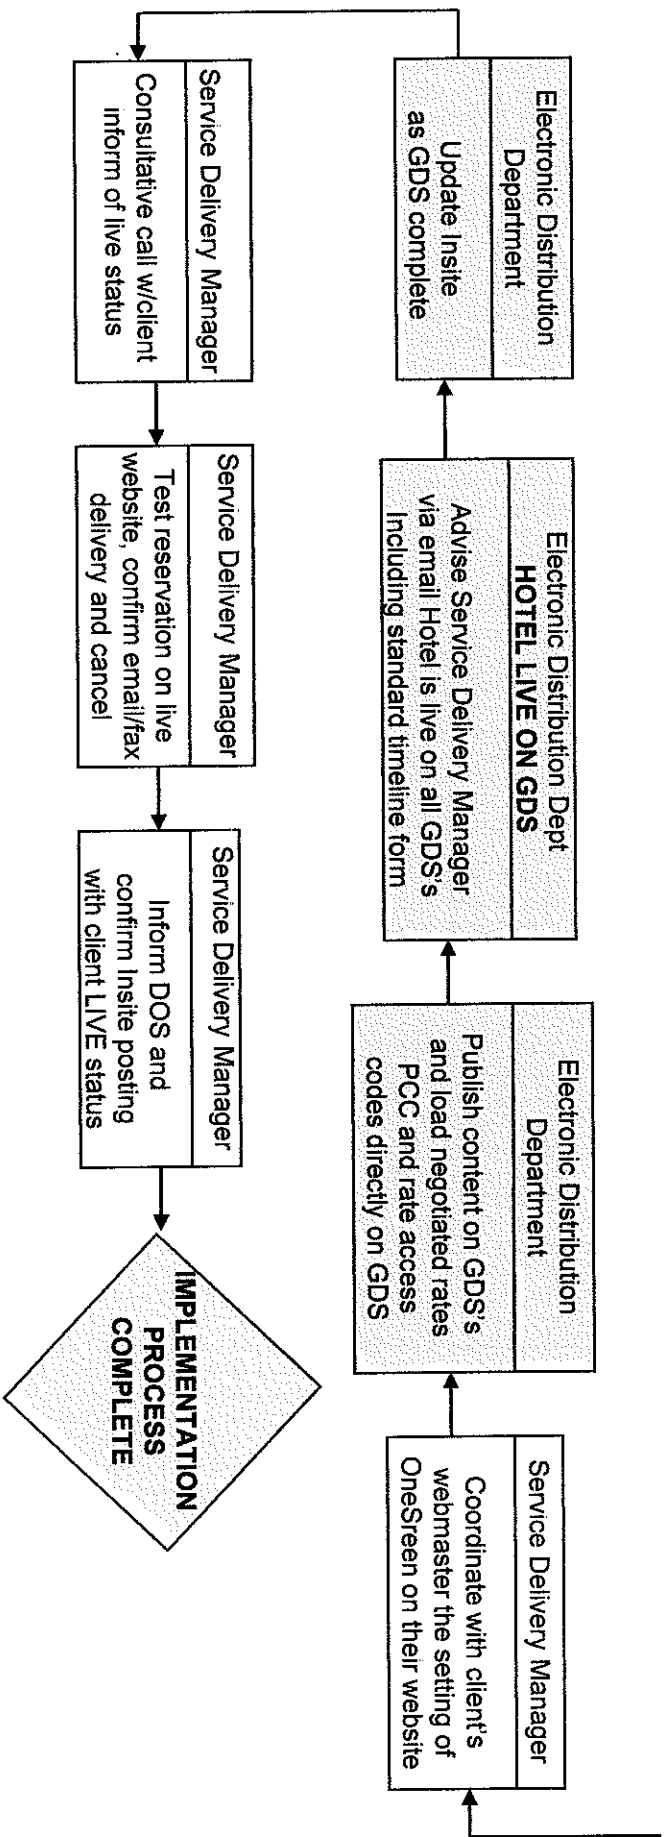 Service Delivery Manager
Coordinate with client's
webmaster the setting of
OneSreen on their website
Electronic Distribution
Department
Publish content on GDS's
and load negotiated rates
PCC and rate access
codes directly on GDS
Electronic Distribution Dept
HOTEL LIVE ON GDS
Advise Service Delivery Manager
via email Hotel is live on all GDS's
Including standard timeline form
Electronic Distribution
Department
Update Insite
as GDS complete
Service Delivery Manager
Consultative call w/client
inform of live status
Service Delivery Manager
Test reservation on live
website, confirm email/fax
delivery and cancel
Service Delivery Manager
Inform DOS and
confirm Insite posting
with client LIVE status
IMPLEMENTATION
PROCESS
COMPLETE